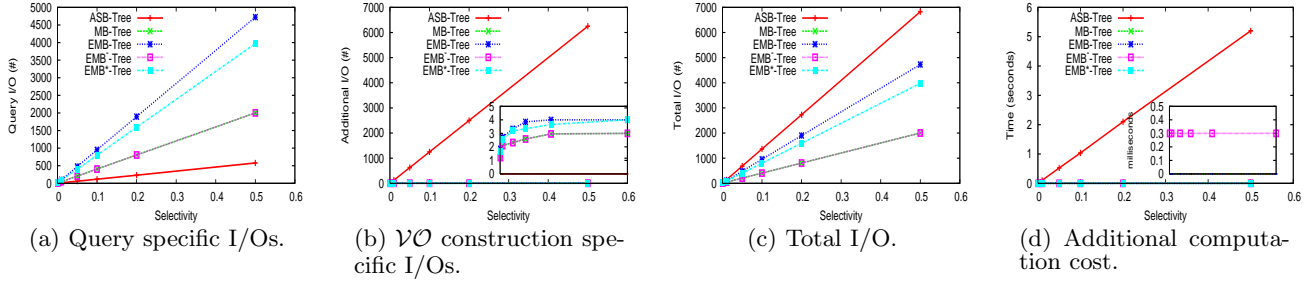 5000
4500
4000
3500
3000
2500
2000
1500
1000
500
0
0 0.1 0.2 0.3 0.4 0.5 0.6
Query I/O (#)
Selectivity
ASB-Tree
MB-Tree
EMB-Tree
EMB⁻-Tree
EMB*-Tree
(a) Query specific I/Os.
7000
6000
5000
4000
3000
2000
1000
0
0 0.1 0.2 0.3 0.4 0.5 0.6
Additional I/O (#)
Selectivity
ASB-Tree
MB-Tree
EMB-Tree
EMB⁻-Tree
EMB*-Tree
5
4
3
2
1
0
(b) VO construction spe-
cific I/Os.
7000
6000
5000
4000
3000
2000
1000
0
0 0.1 0.2 0.3 0.4 0.5 0.6
Total I/O (#)
Selectivity
ASB-Tree
MB-Tree
EMB-Tree
EMB⁻-Tree
EMB*-Tree
(c) Total I/O.
6
5
4
3
2
1
0
0 0.1 0.2 0.3 0.4 0.5 0.6
Time (seconds)
Selectivity
ASB-Tree
MB-Tree
EMB-Tree
EMB⁻-Tree
EMB*-Tree
milliseconds
0.5
0.4
0.3
0.2
0.1
0
(d) Additional computa-
tion cost.